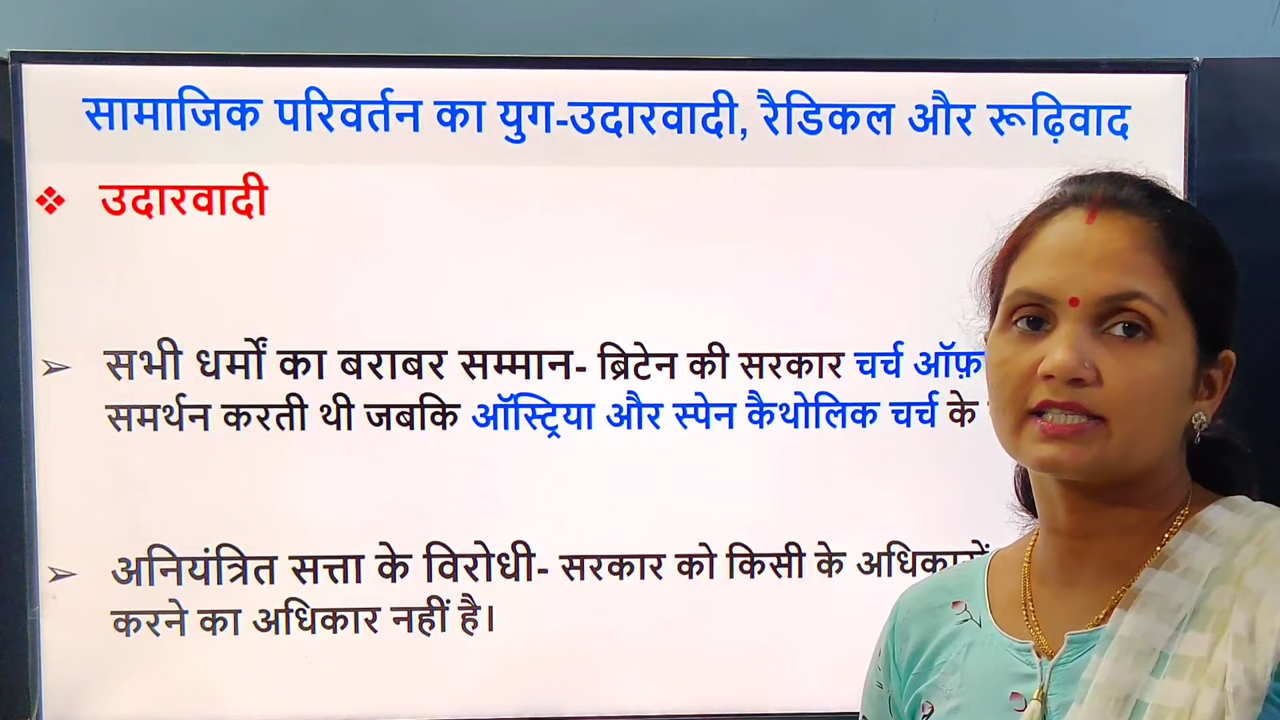 सामाजिक परिवर्तन का युग-उदारवादी, रैडिकल और रूढ़िवाद
❖ उदारवादी
➢ सभी धर्मों का बराबर सम्मान- ब्रिटेन की सरकार चर्च ऑफ़
समर्थन करती थी जबकि ऑस्ट्रिया और स्पेन कैथोलिक चर्च के
➢ अनियंत्रित सत्ता के विरोधी- सरकार को किसी के अधिकारों
करने का अधिकार नहीं है।